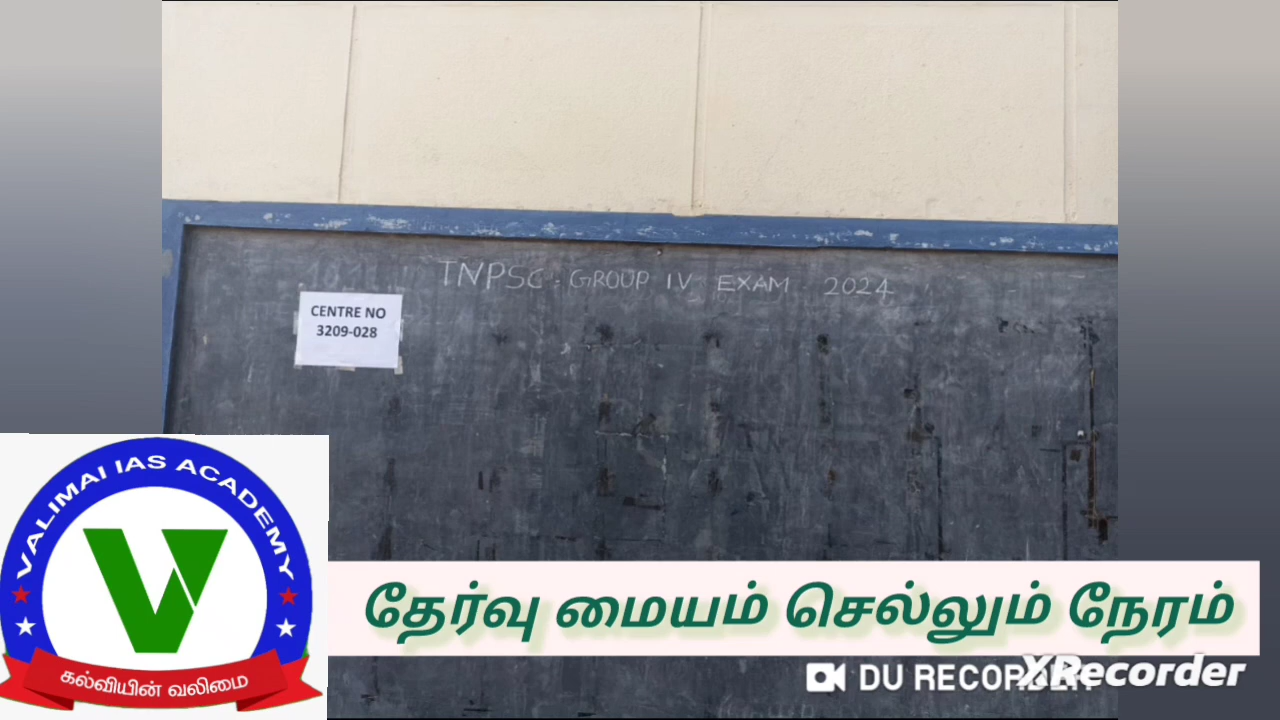 TNPSC. GROUP IV EXAM 2024
CENTRE NO
3209-028
VALIMAI IAS ACADEMY
V
கல்வியின் வலிமை
தேர்வு மையம் செல்லும் நேரம்
DU RECORDER
XRecorder